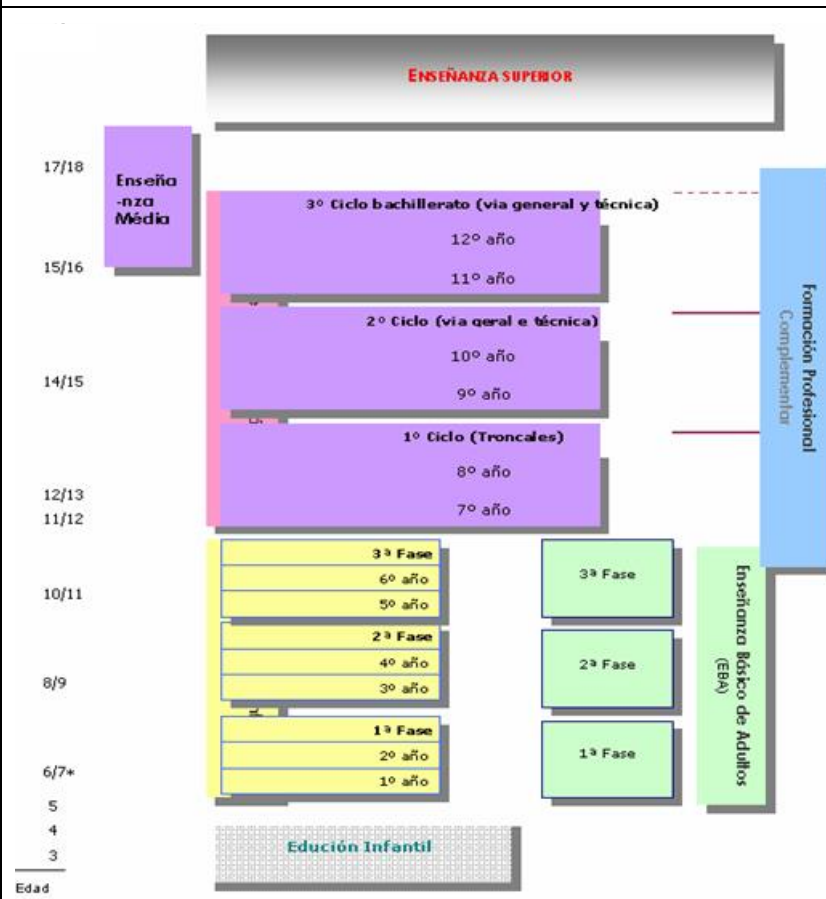 ENSEÑANZA SUPERIOR
17/18
Enseña
-nza
Média
3º Ciclo bachillerato (via general y técnica)
12º año
15/16
11º año
2º Ciclo (via geral e técnica)
10º año
14/15
9º año
1º Ciclo (Troncales)
8º año
12/13
7º año
11/12
Formación Profesional
Complementar
3ª Fase
6º año
10/11
5º año
2ª Fase
4º año
8/9
3º año
1ª Fase
2º año
6/7*
1º año
3ª Fase
2ª Fase
1ª Fase
Enseñanza Básico de Adultos
(EBA)
5
4
3
Edución Infantil
Edad